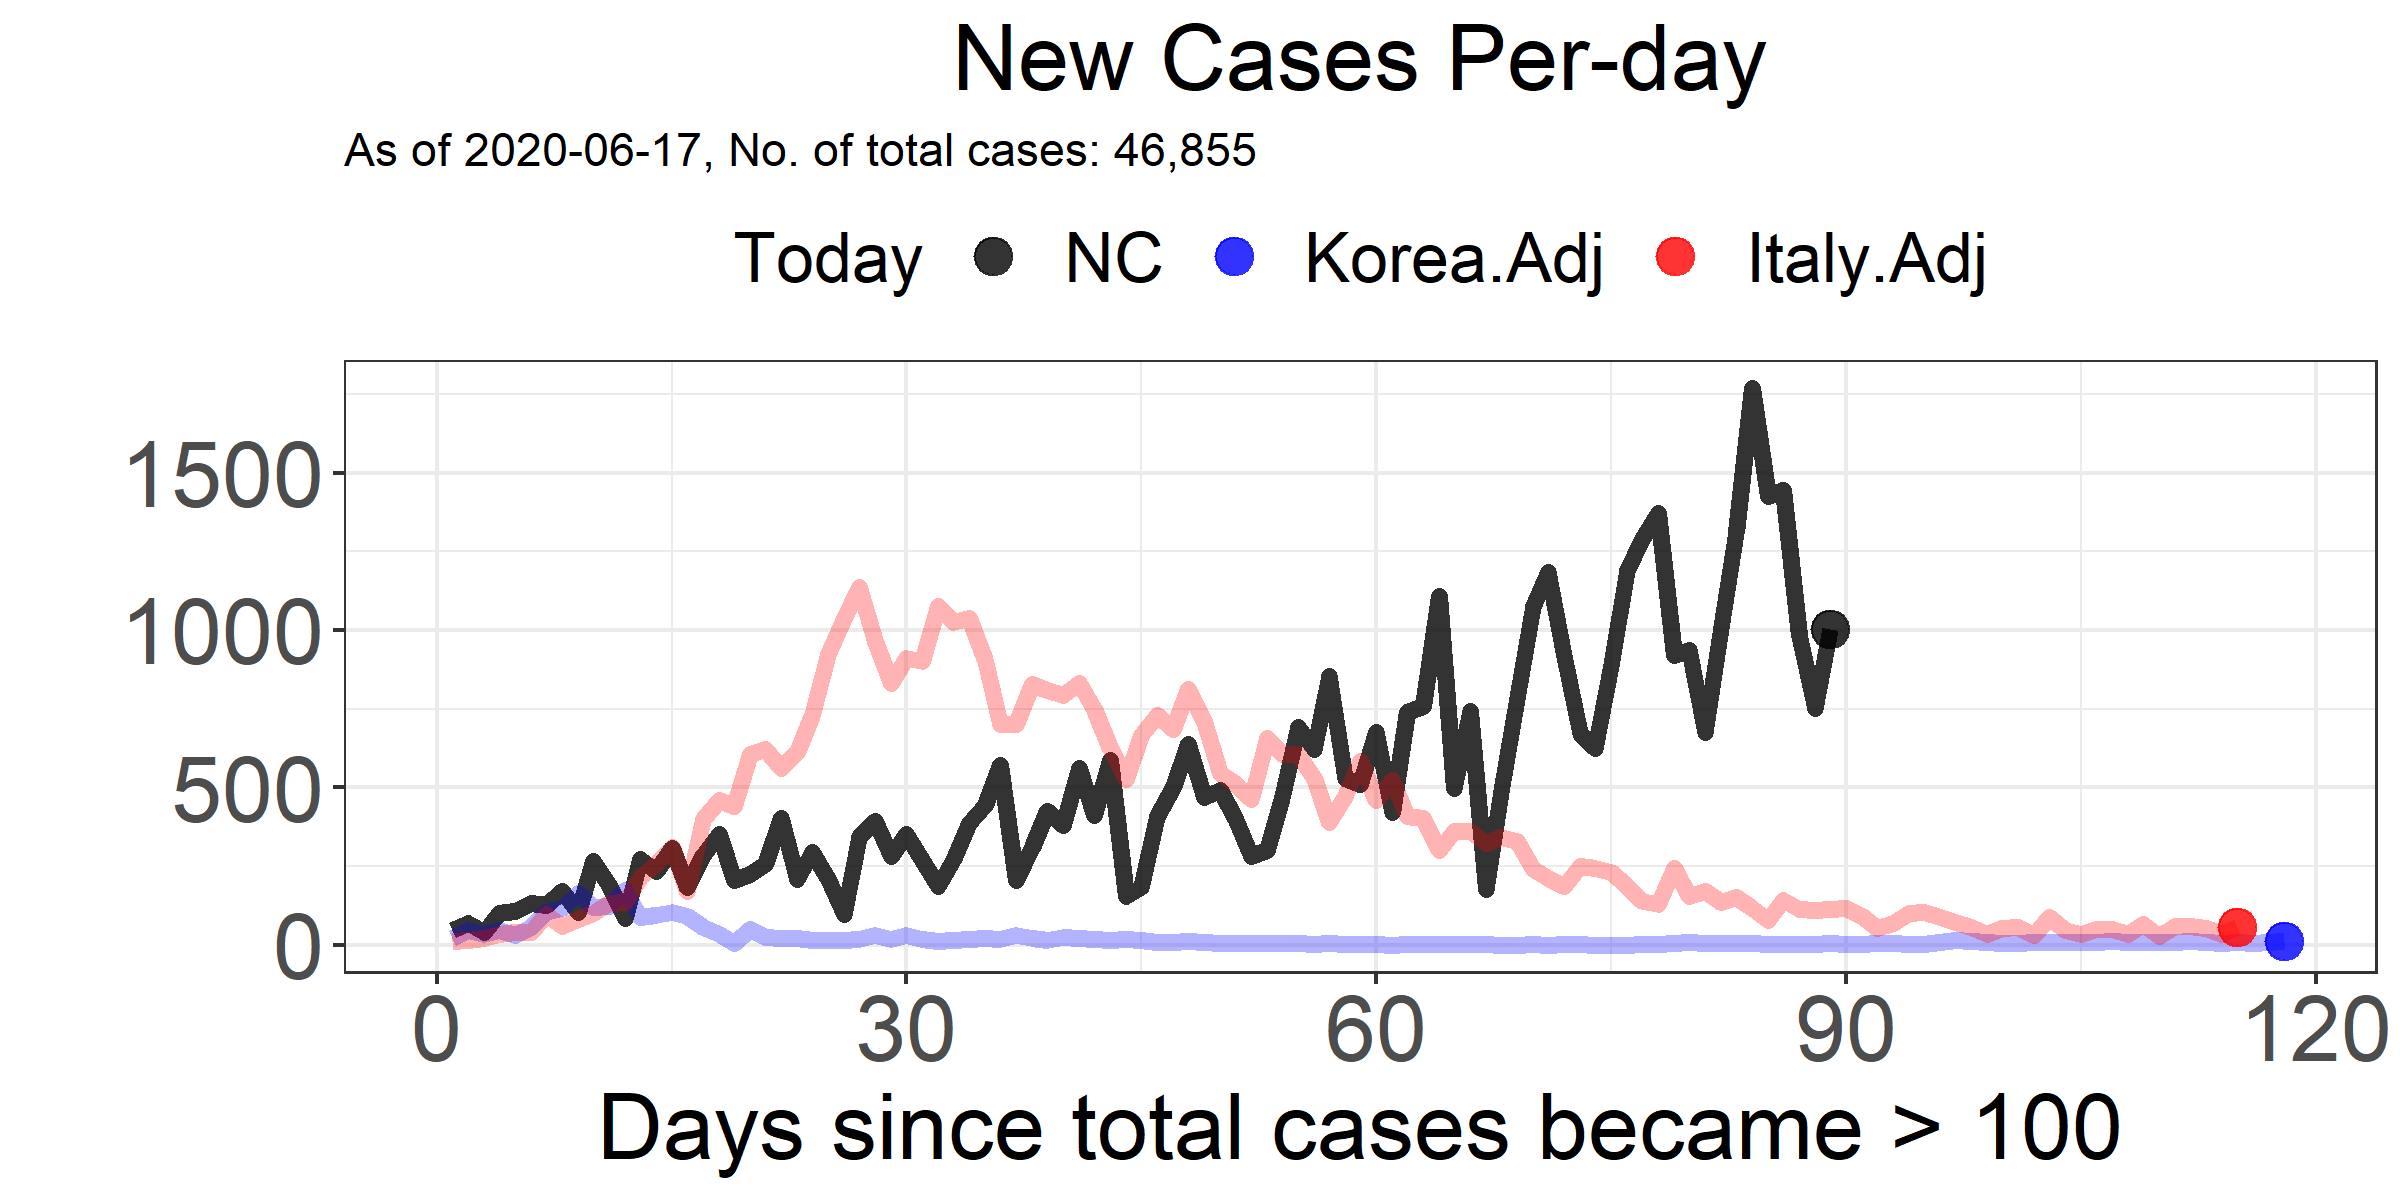 New Cases Per-day
As of 2020-06-17, No. of total cases: 46,855
Today NC Korea.Adj Italy.Adj
1500
1000
500
0
0 30 60 90 120
Days since total cases became > 100